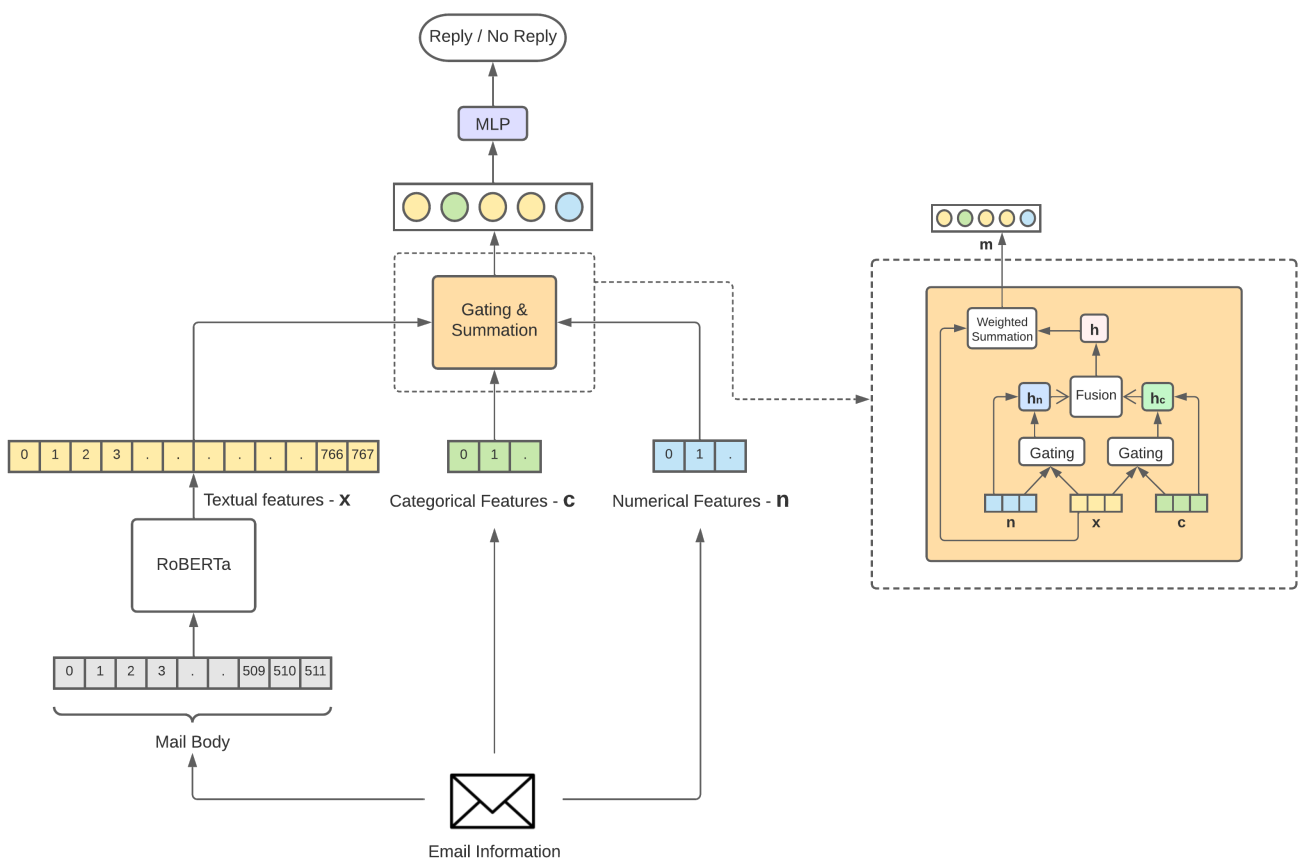 Reply / No Reply
MLP
Gating &
Summation
0 1 2 3 . . . . . . 766 767
Textual features - x
0 1 .
Categorical Features - c
0 1 .
Numerical Features - n
RoBERTa
0 1 2 3 . . 509 510 511
Mail Body
Email Information
m
Weighted
Summation
h
hn
Fusion
hc
Gating
Gating
n
x
c